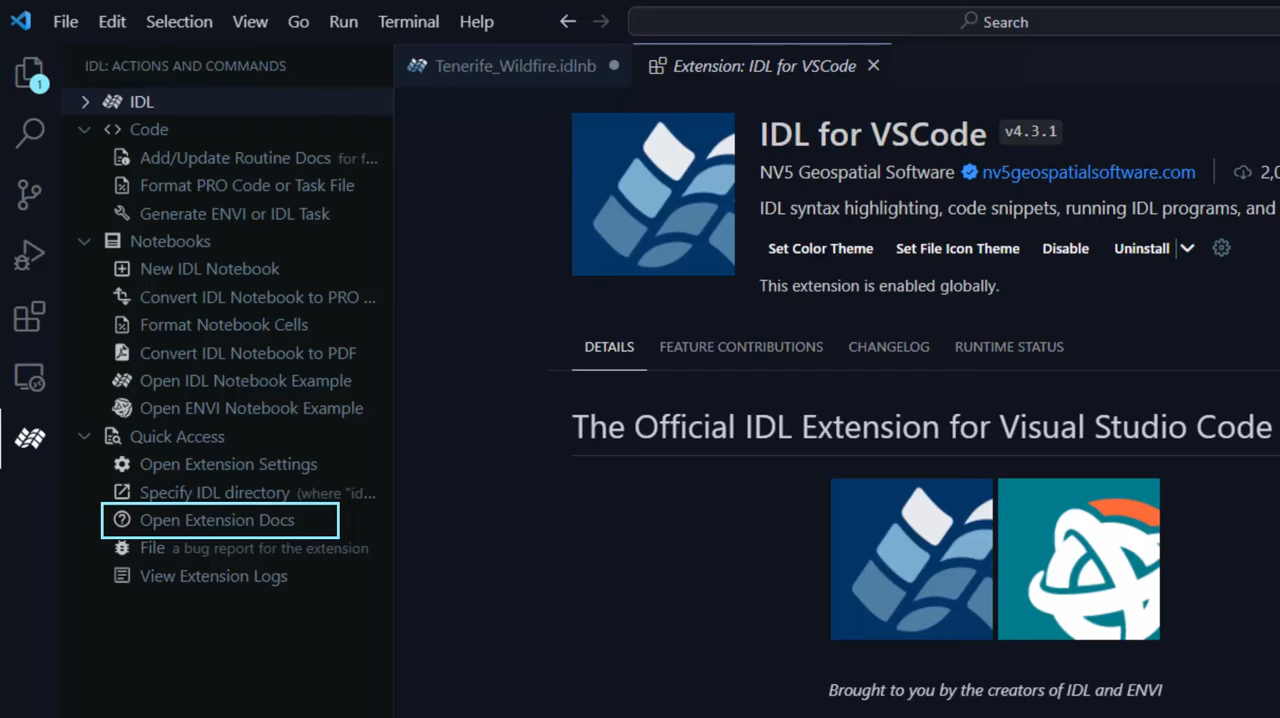 File Edit Selection View Go Run Terminal Help Search
1
IDL: ACTIONS AND COMMANDS
IDL
Code
Add/Update Routine Docs for f...
Format PRO Code or Task File
Generate ENVI or IDL Task
Notebooks
New IDL Notebook
Convert IDL Notebook to PRO ...
Format Notebook Cells
Convert IDL Notebook to PDF
Open IDL Notebook Example
Open ENVI Notebook Example
Quick Access
Open Extension Settings
Specify IDL directory (where "id...
Open Extension Docs
File a bug report for the extension
View Extension Logs
Tenerife_Wildfire.idlnb Extension: IDL for VSCode
IDL for VSCode v4.3.1
NV5 Geospatial Software nv5geospatialsoftware.com 2,0
IDL syntax highlighting, code snippets, running IDL programs, and
Set Color Theme Set File Icon Theme Disable Uninstall
This extension is enabled globally.
DETAILS FEATURE CONTRIBUTIONS CHANGELOG RUNTIME STATUS
The Official IDL Extension for Visual Studio Code
Brought to you by the creators of IDL and ENVI